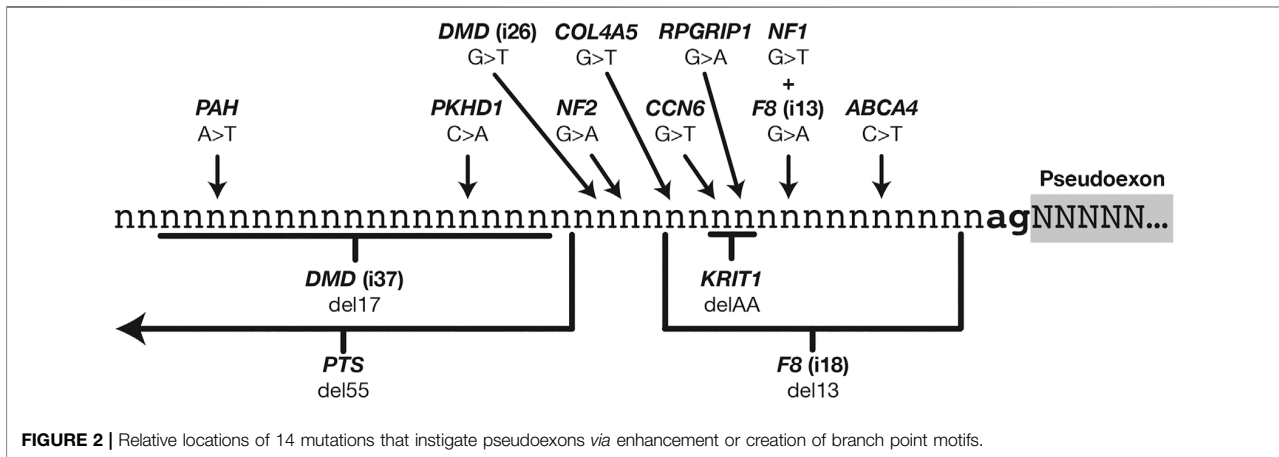 DMD (i26) COL4A5 RPGRIP1 NF1
G>T G>T G>A G>T
+
PAH PKHD1 NF2 CCN6 F8 (i13) ABCA4
A>T C>A G>A G>T G>A C>T
Pseudoexon
nnnnnnnnnnnnnnnnnnnnnnnnnnnnnnnnnnnnnnagNNNNN...
DMD (i37) KRIT1
del17 delAA
PTS F8 (i18)
del55 del13
FIGURE 2 | Relative locations of 14 mutations that instigate pseudoexons via enhancement or creation of branch point motifs.